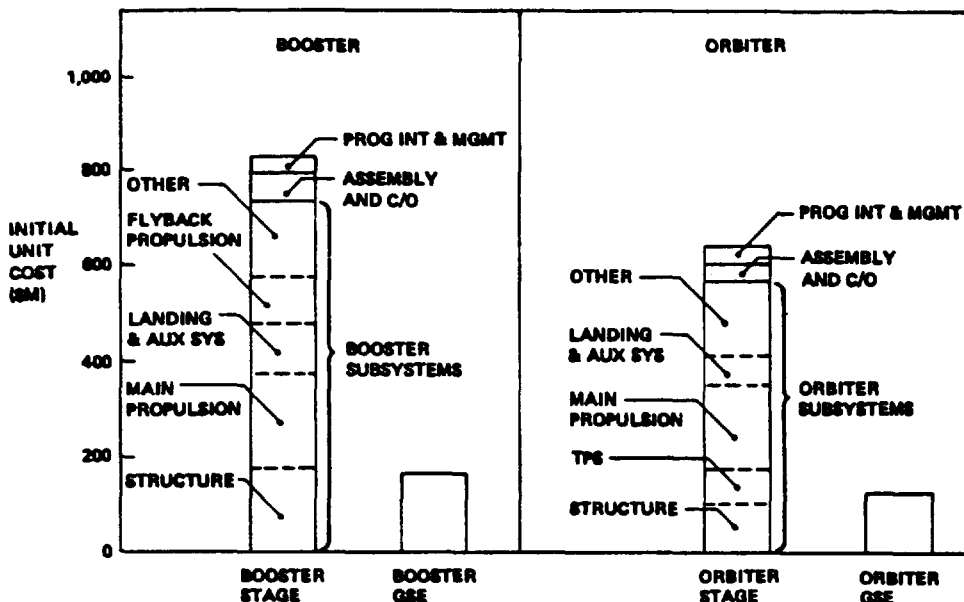 BOOSTER
ORBITER
1,000
800
600
400
200
0
INITIAL
UNIT
COST
($M)
PROG INT & MGMT
ASSEMBLY
AND C/O
OTHER
FLYBACK
PROPULSION
LANDING
& AUX SYS
MAIN
PROPULSION
STRUCTURE
BOOSTER
SUBSYSTEMS
BOOSTER
STAGE
BOOSTER
GSE
PROG INT & MGMT
ASSEMBLY
AND C/O
OTHER
LANDING
& AUX SYS
MAIN
PROPULSION
TPS
STRUCTURE
ORBITER
SUBSYSTEMS
ORBITER
STAGE
ORBITER
GSE